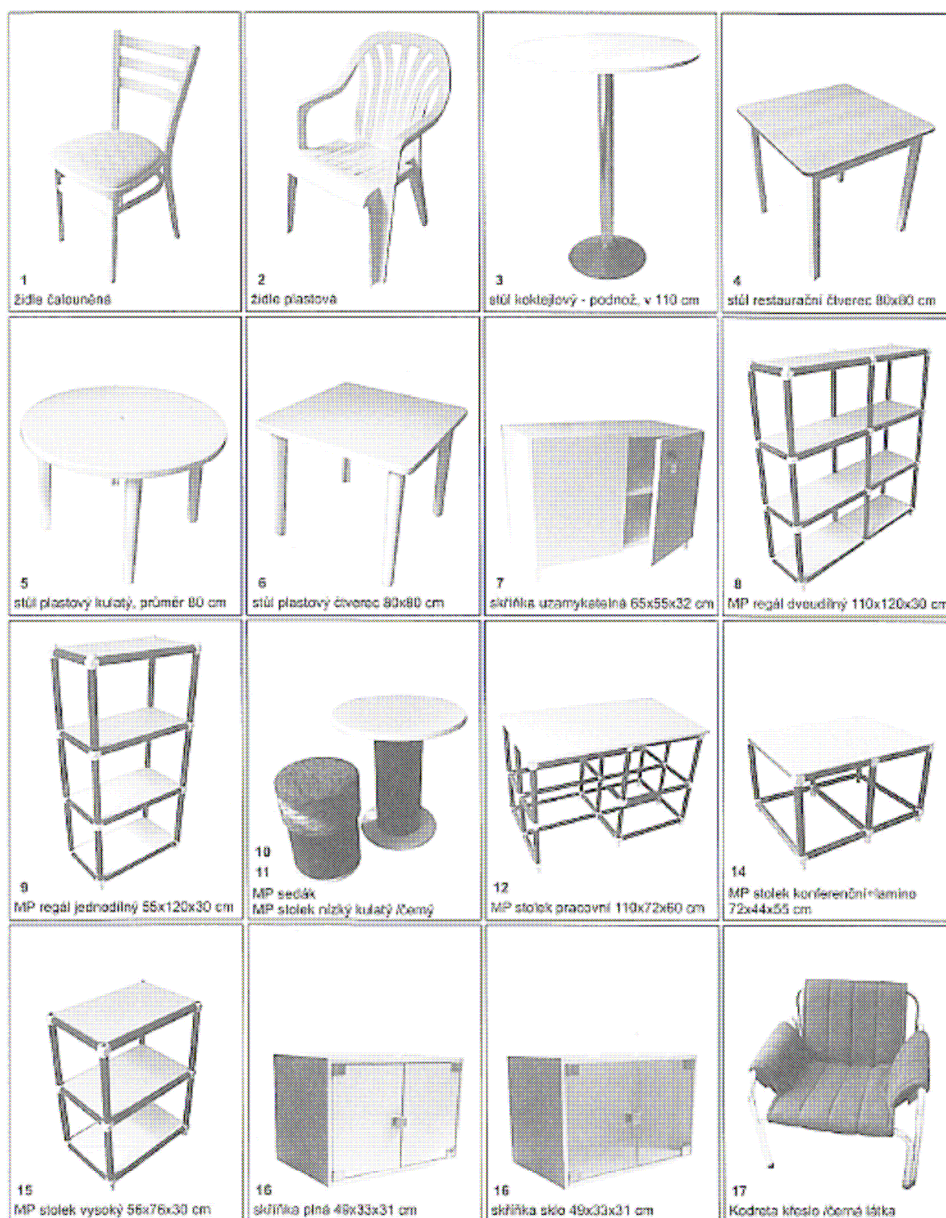 1
židle čalouněná
2
židle plastová
3
stůl koktejlový - podnož, v 110 cm
4
stůl restaurační čtverec 80x80 cm
5
stůl plastový kulatý, průměr 80 cm
6
stůl plastový čtverec 80x80 cm
7
skříňka uzamykatelná 65x55x32 cm
8
MP regál dvoudílný 110x120x30 cm
9
MP regál jednodílný 55x120x30 cm
10
11
MP sedák
MP stolek nízký kulatý /černý
12
MP stolek pracovní 110x72x60 cm
14
MP stolek konferenční+lamino
72x44x55 cm
15
MP stolek vysoký 56x76x30 cm
16
skříňka plná 49x33x31 cm
16
skříňka sklo 49x33x31 cm
17
Kodreta křeslo /černá látka